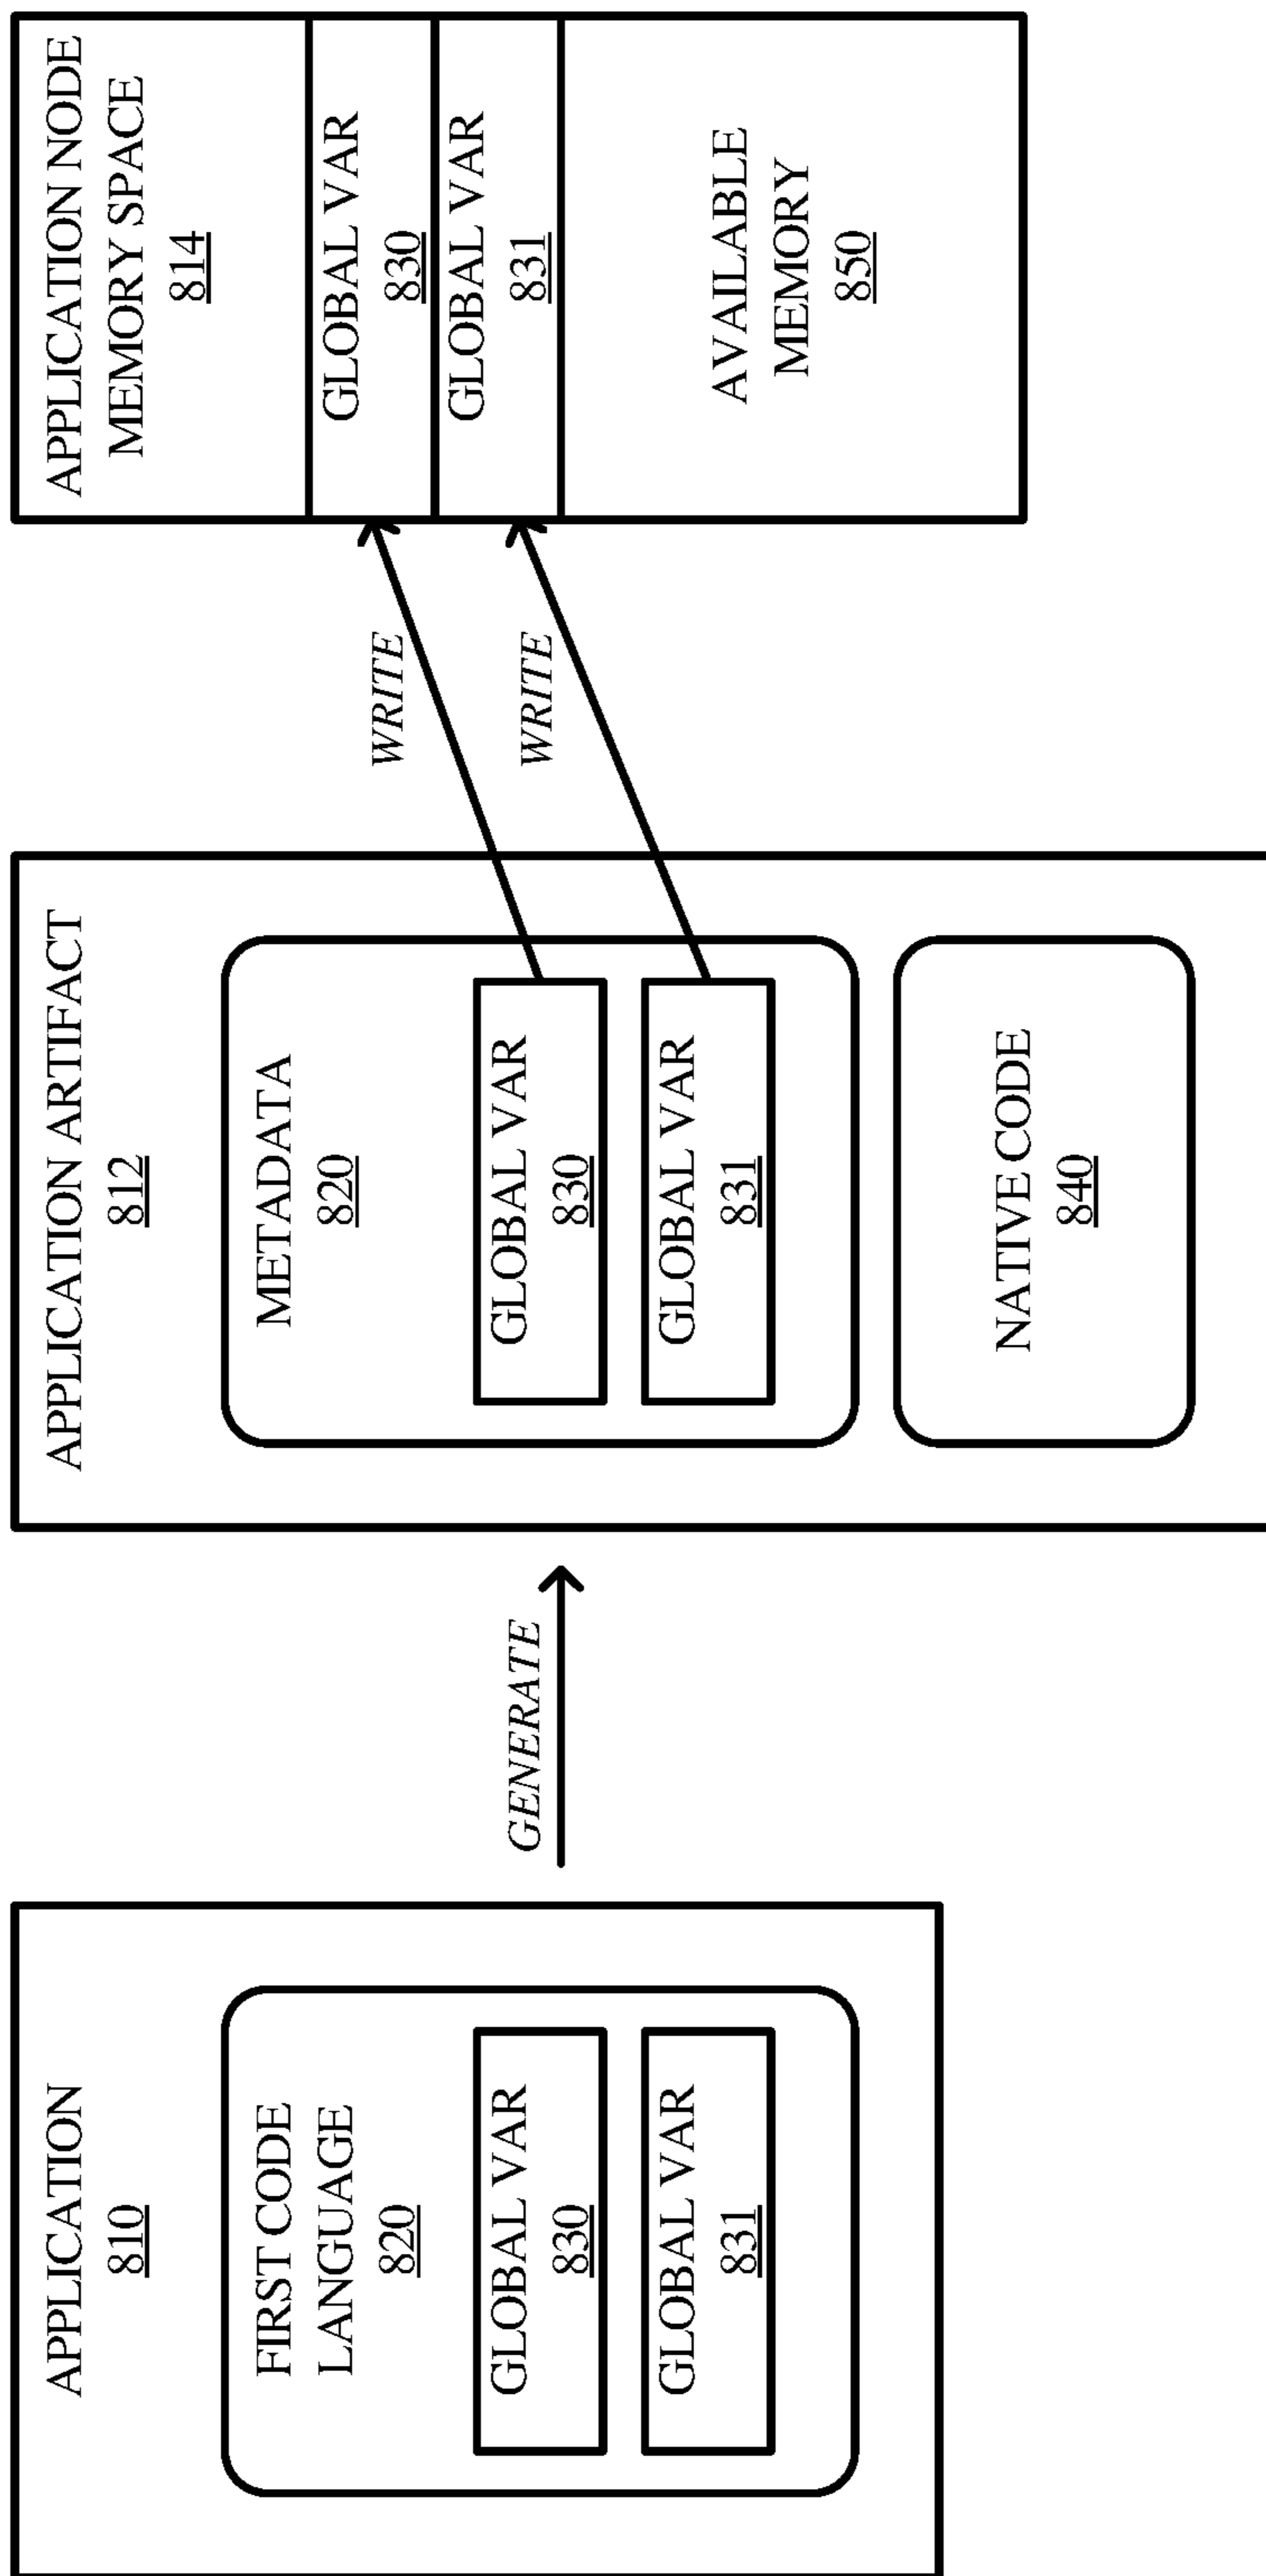 APPLICATION
810
FIRST CODE
LANGUAGE
820
GLOBAL VAR
830
GLOBAL VAR
831
GENERATE
APPLICATION ARTIFACT
812
METADATA
820
GLOBAL VAR
830
GLOBAL VAR
831
NATIVE CODE
840
WRITE
WRITE
APPLICATION NODE
MEMORY SPACE
814
GLOBAL VAR
830
GLOBAL VAR
831
AVAILABLE
MEMORY
850